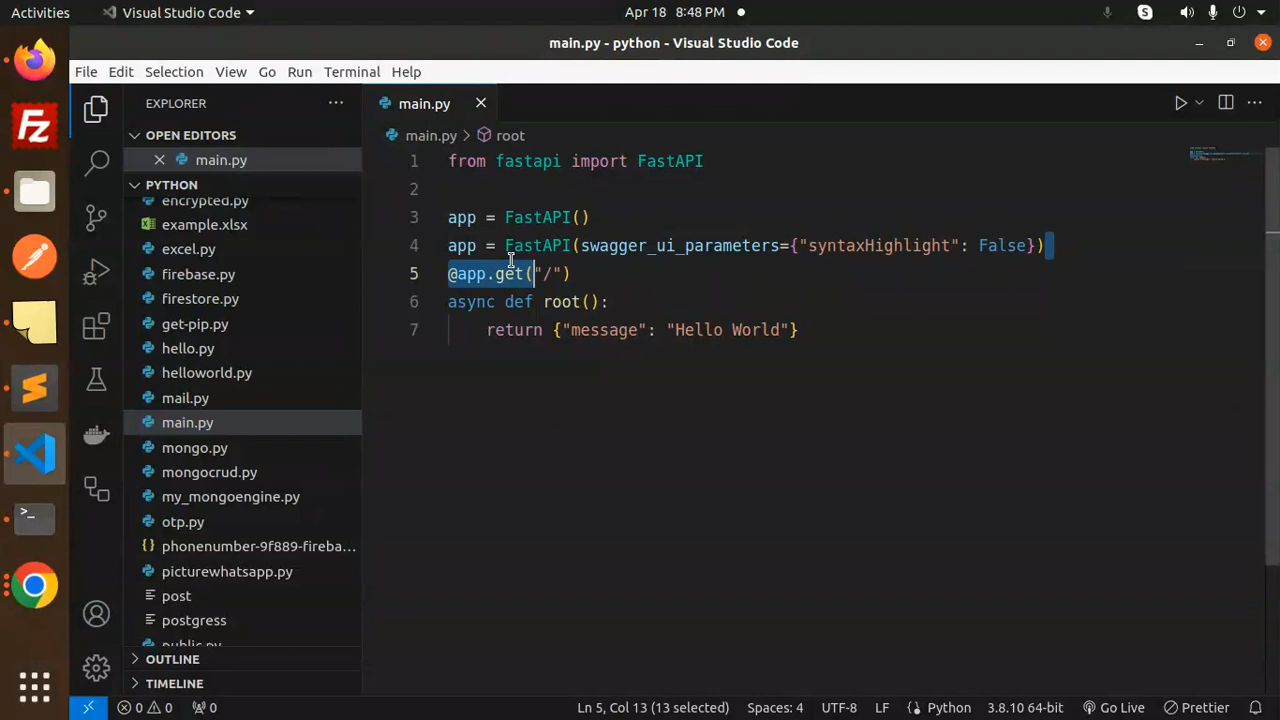 Activities
Visual Studio Code
Apr 18 8:48 PM
main.py - python - Visual Studio Code
File Edit Selection View Go Run Terminal Help
EXPLORER
main.py
OPEN EDITORS
main.py
main.py > root
PYTHON
encrypted.py
example.xlsx
excel.py
firebase.py
firestore.py
get-pip.py
hello.py
helloworld.py
mail.py
main.py
mongo.py
mongocrud.py
my_mongoengine.py
otp.py
phonenumber-9f889-fireba...
picturewhatsapp.py
post
postgress
public.py
OUTLINE
TIMELINE
1 from fastapi import FastAPI
2
3 app = FastAPI()
4 app = FastAPI(swagger_ui_parameters={"syntaxHighlight": False})
5 @app.get("/")
6 async def root():
7 return {"message": "Hello World"}
0 0 0 Ln 5, Col 13 (13 selected) Spaces: 4 UTF-8 LF Python 3.8.10 64-bit Go Live Prettier